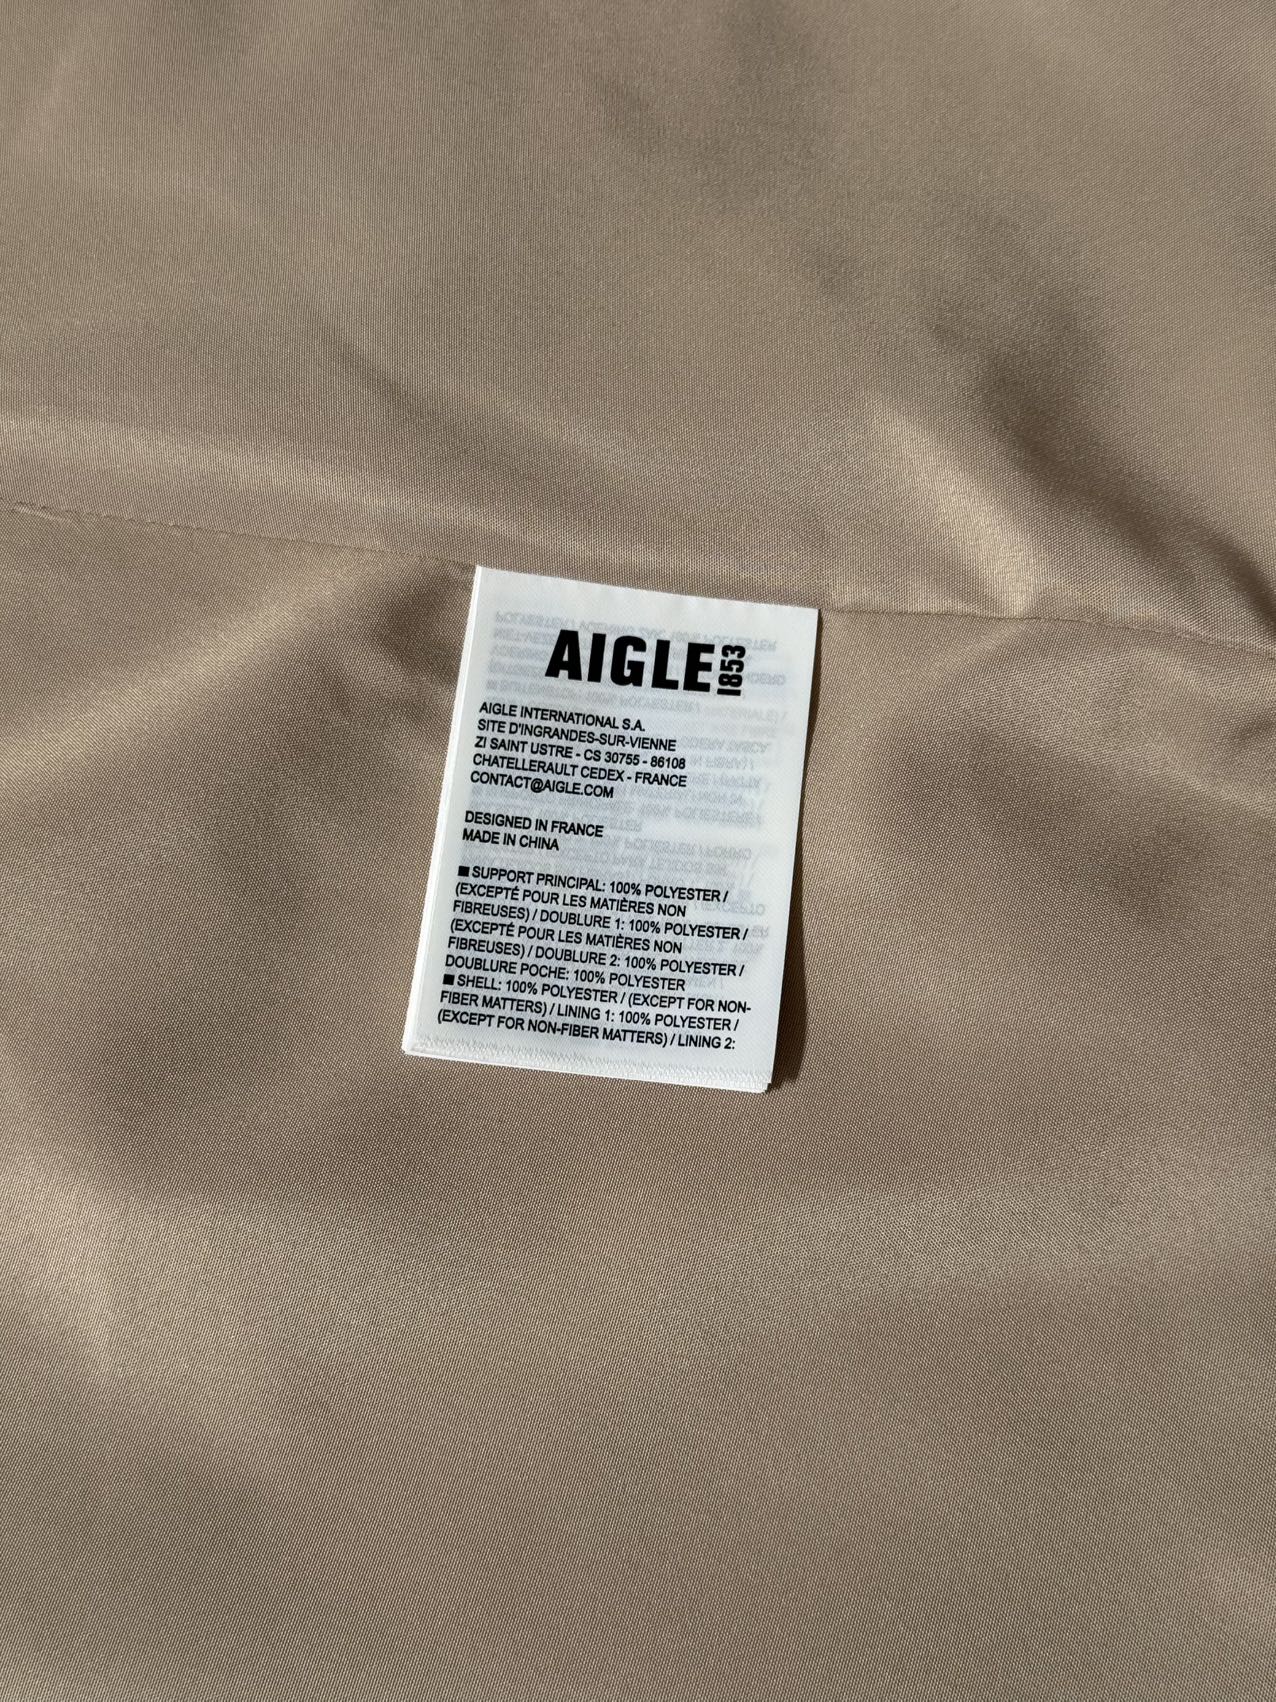 AIGLE 1853
AIGLE INTERNATIONAL S.A.
SITE D'INGRANDES-SUR-VIENNE
ZI SAINT USTRE - CS 30755 - 86108
CHATELLERAULT CEDEX - FRANCE
CONTACT@AIGLE.COM
DESIGNED IN FRANCE
MADE IN CHINA
■ SUPPORT PRINCIPAL: 100% POLYESTER /
(EXCEPTÉ POUR LES MATIÈRES NON
FIBREUSES) / DOUBLURE 1: 100% POLYESTER /
(EXCEPTÉ POUR LES MATIÈRES NON
FIBREUSES) / DOUBLURE 2: 100% POLYESTER /
DOUBLURE POCHE: 100% POLYESTER
■ SHELL: 100% POLYESTER / (EXCEPT FOR NON-
FIBER MATTERS) / LINING 1: 100% POLYESTER /
(EXCEPT FOR NON-FIBER MATTERS) / LINING 2: